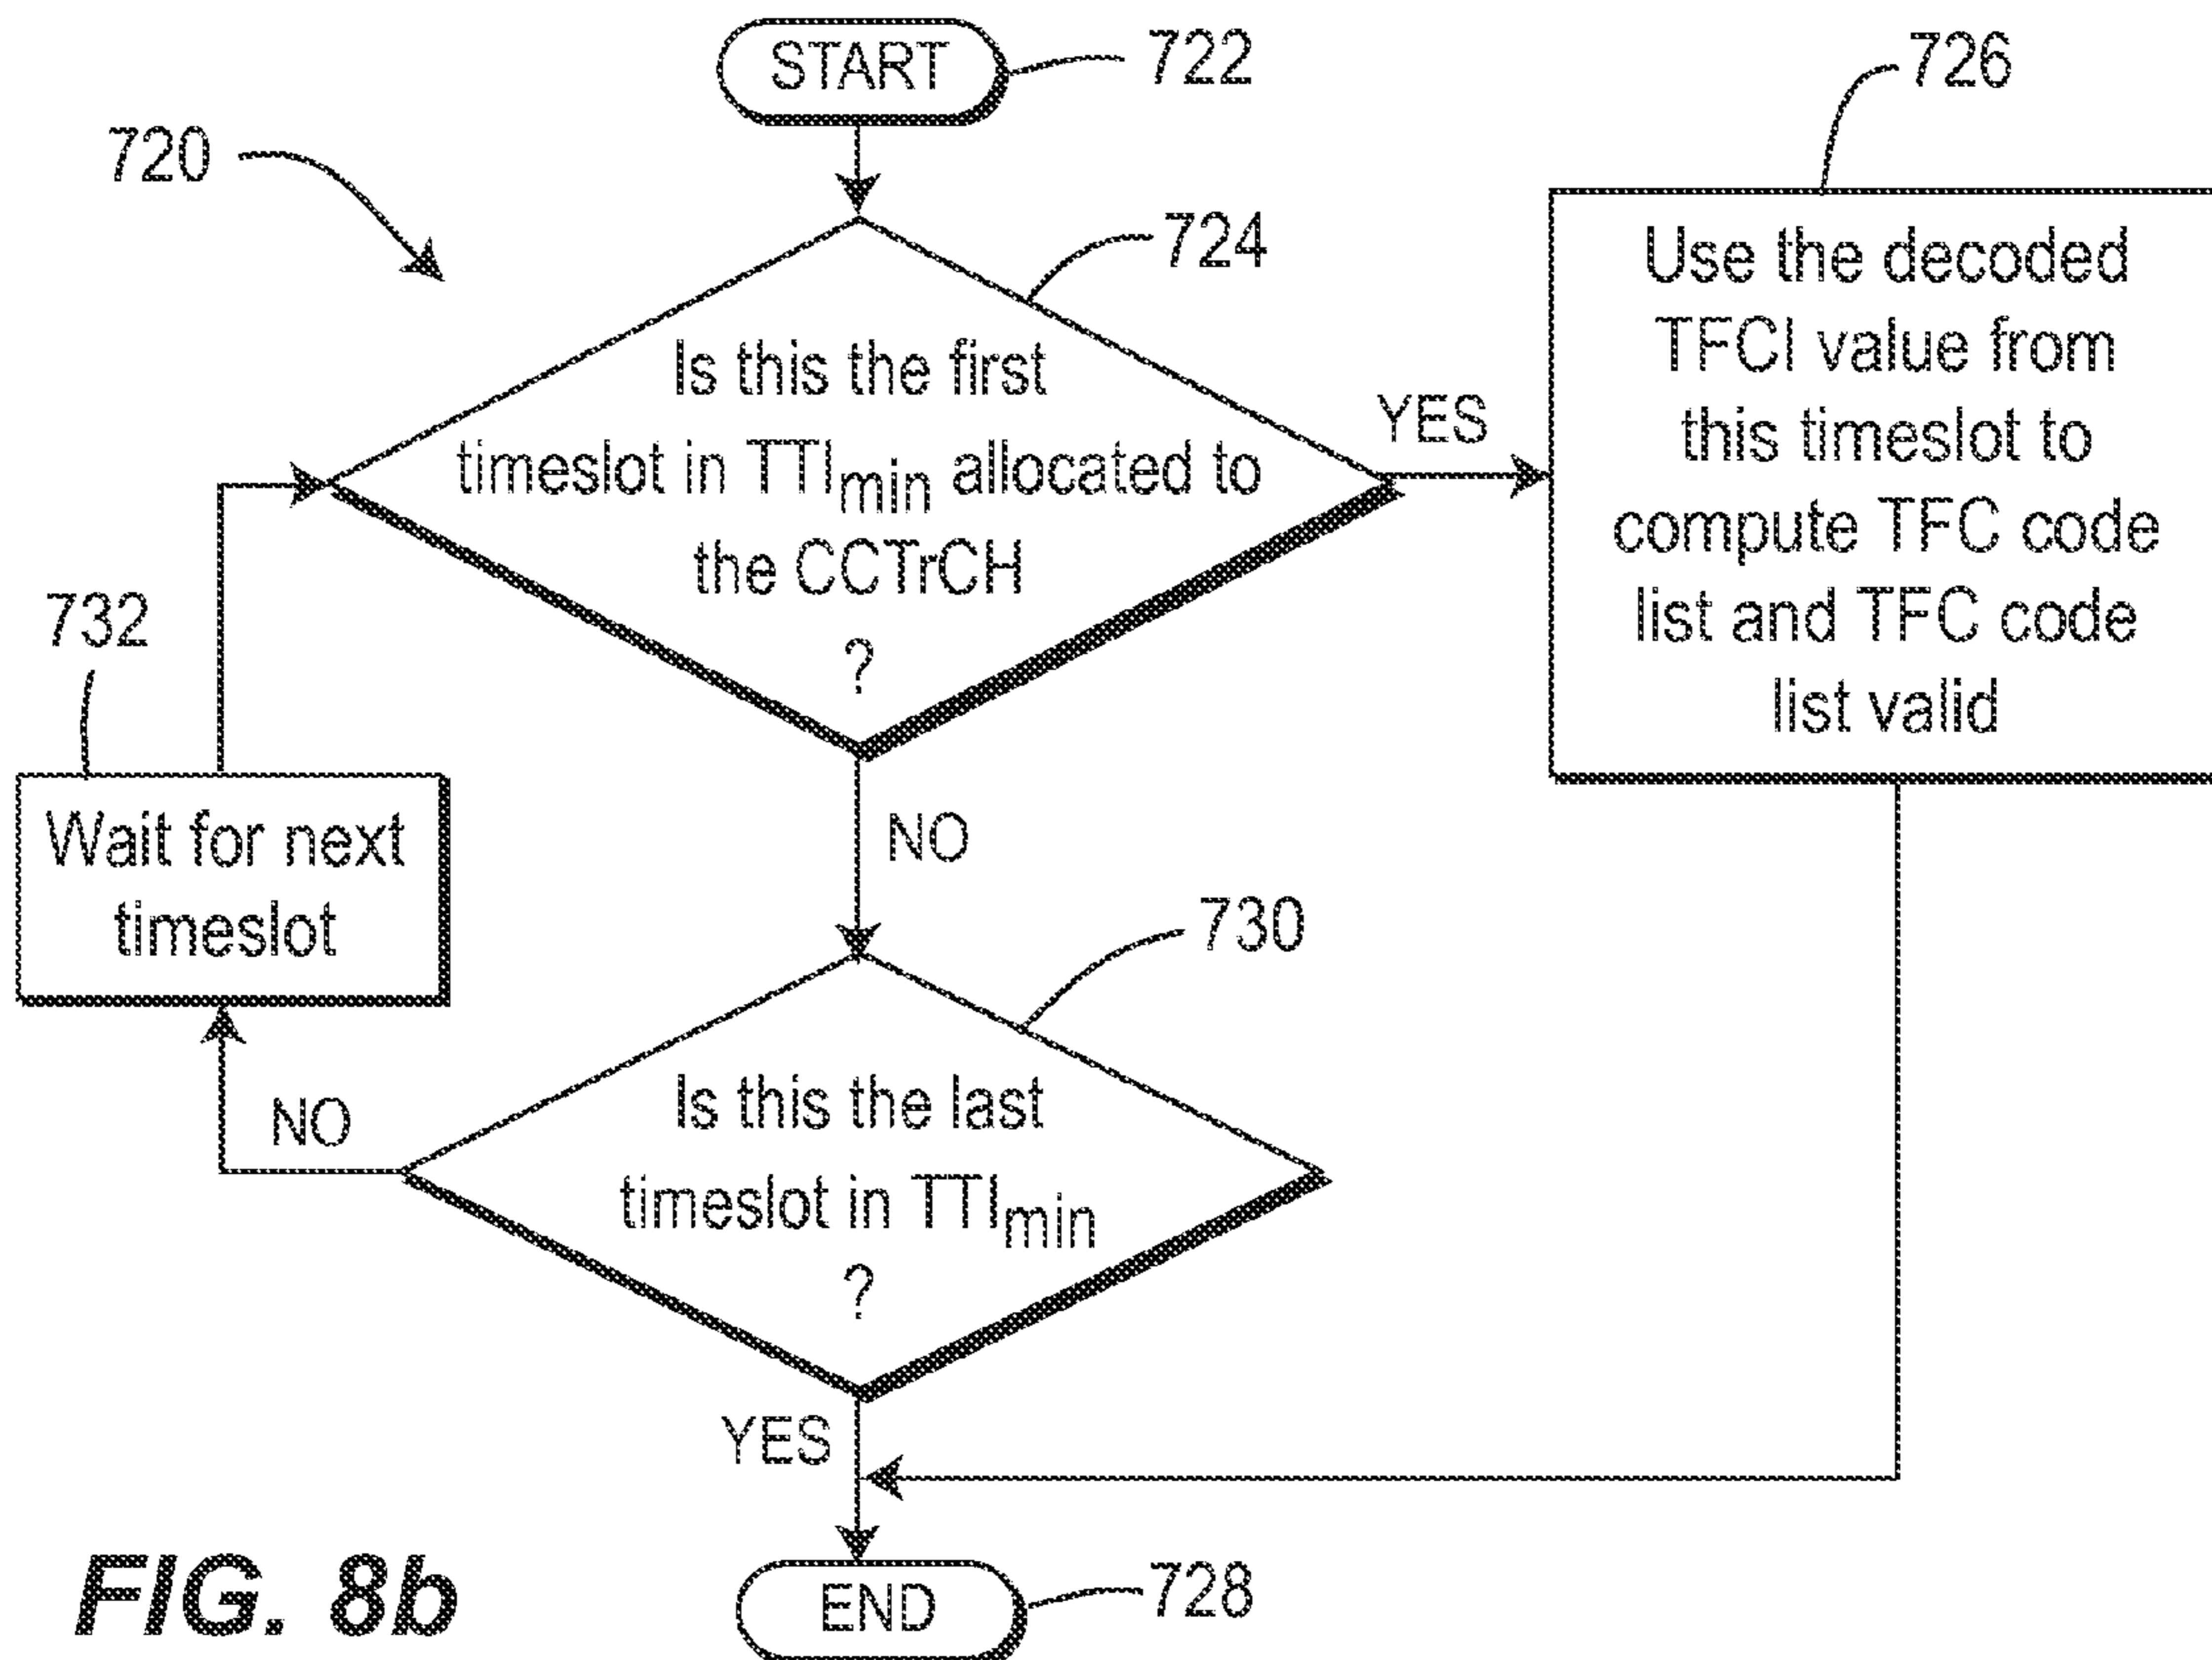 START
722
726
720
724
Is this the first
timeslot in TTImin allocated to
the CCTrCH
?
YES
Use the decoded
TFCI value from
this timeslot to
compute TFC code
list and TFC code
list valid
732
Wait for next
timeslot
NO
730
Is this the last
timeslot in TTImin
?
NO
YES
END
728
FIG. 8b